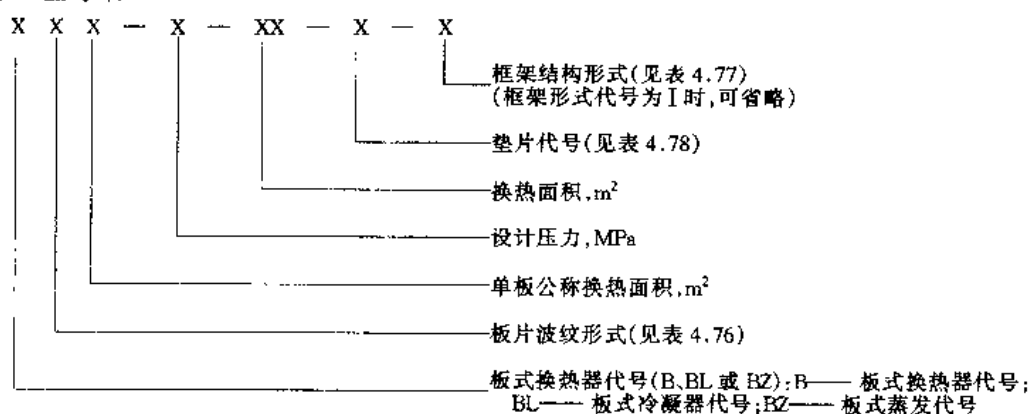 X X X — X — XX — X — X
框架结构形式(见表 4.77)
(框架形式代号为Ⅰ时,可省略)
垫片代号(见表 4.78)
换热面积,m²
设计压力,MPa
单板公称换热面积,m²
板片波纹形式(见表 4.76)
板式换热器代号(B、BL 或 BZ):B—— 板式换热器代号;
BL—— 板式冷凝器代号;BZ—— 板式蒸发代号